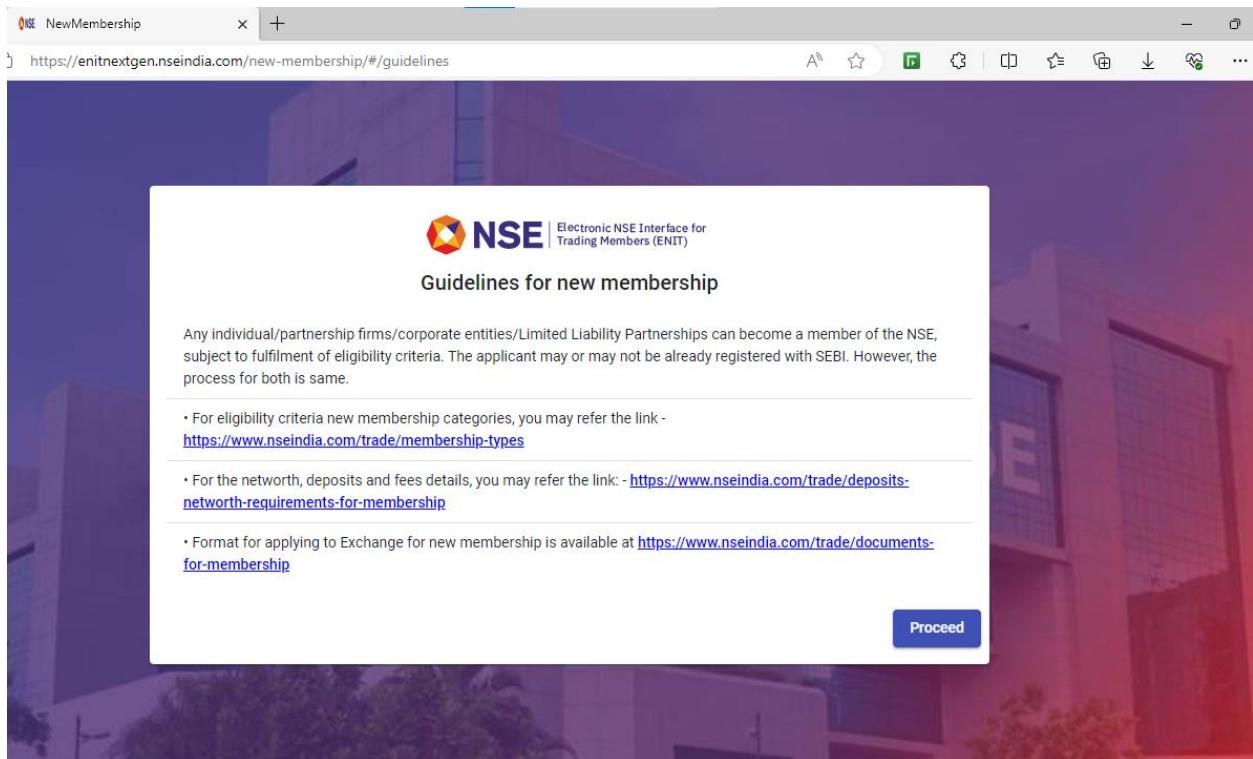 NSE NewMembership
https://enitnextgen.nseindia.com/new-membership/#/guidelines
NSE Electronic NSE Interface for
Trading Members (ENIT)
Guidelines for new membership
Any individual/partnership firms/corporate entities/Limited Liability Partnerships can become a member of the NSE,
subject to fulfilment of eligibility criteria. The applicant may or may not be already registered with SEBI. However, the
process for both is same.
• For eligibility criteria new membership categories, you may refer the link -
https://www.nseindia.com/trade/membership-types
• For the networth, deposits and fees details, you may refer the link: - https://www.nseindia.com/trade/deposits-
networth-requirements-for-membership
• Format for applying to Exchange for new membership is available at https://www.nseindia.com/trade/documents-
for-membership
Proceed
SE